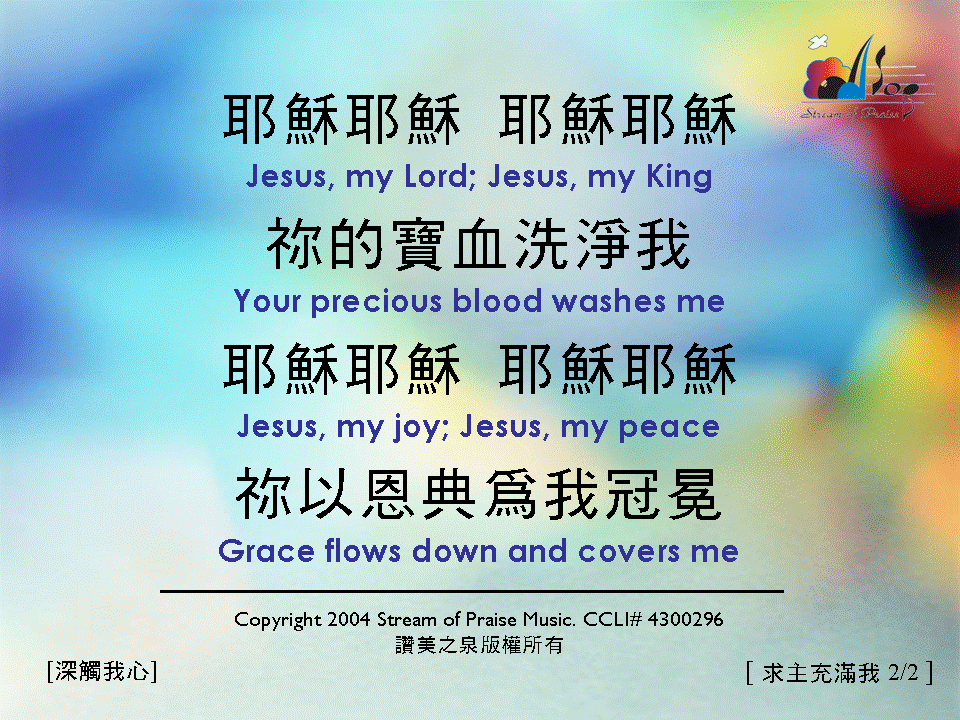 Stream of Praise
耶穌耶穌 耶穌耶穌
Jesus, my Lord; Jesus, my King
祢的寶血洗淨我
Your precious blood washes me
耶穌耶穌 耶穌耶穌
Jesus, my joy; Jesus, my peace
祢以恩典爲我冠冕
Grace flows down and covers me
Copyright 2004 Stream of Praise Music. CCLI# 4300296
讚美之泉版權所有
[深觸我心]
[ 求主充滿我 2/2 ]